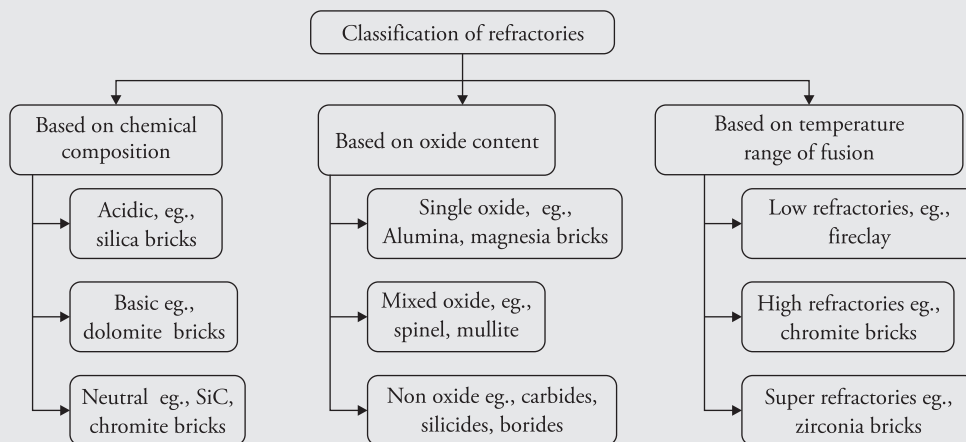 Classification of refractories
Based on chemical
composition
Acidic, eg.,
silica bricks
Basic eg.,
dolomite bricks
Neutral eg., SiC,
chromite bricks
Based on oxide content
Single oxide, eg.,
Alumina, magnesia bricks
Mixed oxide, eg.,
spinel, mullite
Non oxide eg., carbides,
silicides, borides
Based on temperature
range of fusion
Low refractories, eg.,
fireclay
High refractories eg.,
chromite bricks
Super refractories eg.,
zirconia bricks